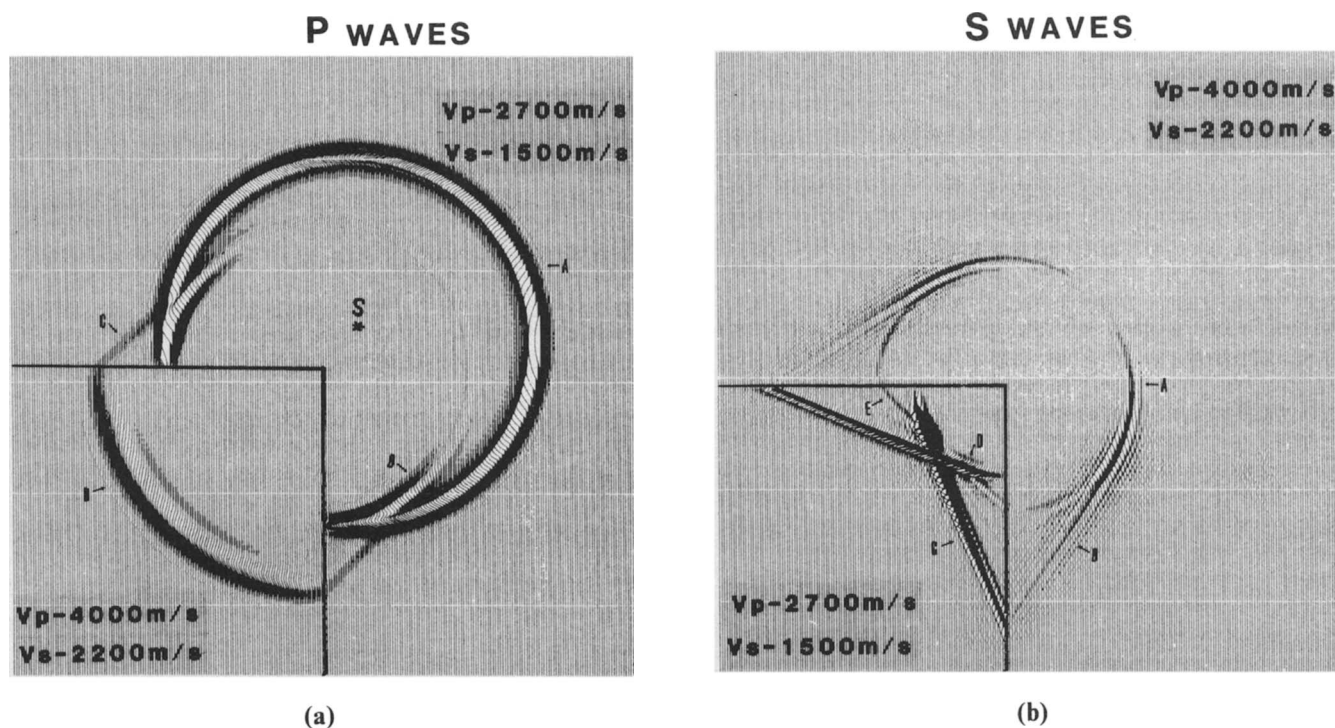 P WAVES
Vp-2700m/s
Vs-1500m/s
A
S
*
C
B
D
Vp-4000m/s
Vs-2200m/s
(a)
S WAVES
Vp-4000m/s
Vs-2200m/s
A
E
D
C
B
Vp-2700m/s
Vs-1500m/s
(b)